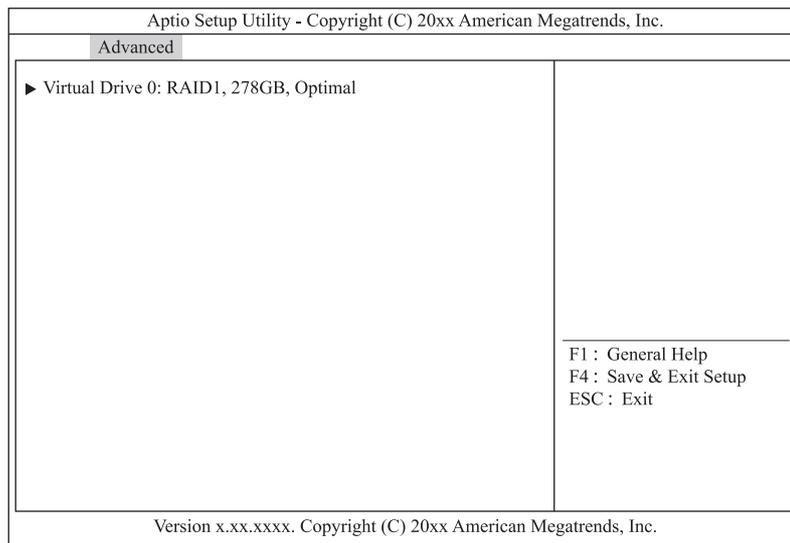 Aptio Setup Utility - Copyright (C) 20xx American Megatrends, Inc.
Advanced
▶ Virtual Drive 0: RAID1, 278GB, Optimal
F1 : General Help
F4 : Save & Exit Setup
ESC : Exit
Version x.xx.xxxx. Copyright (C) 20xx American Megatrends, Inc.